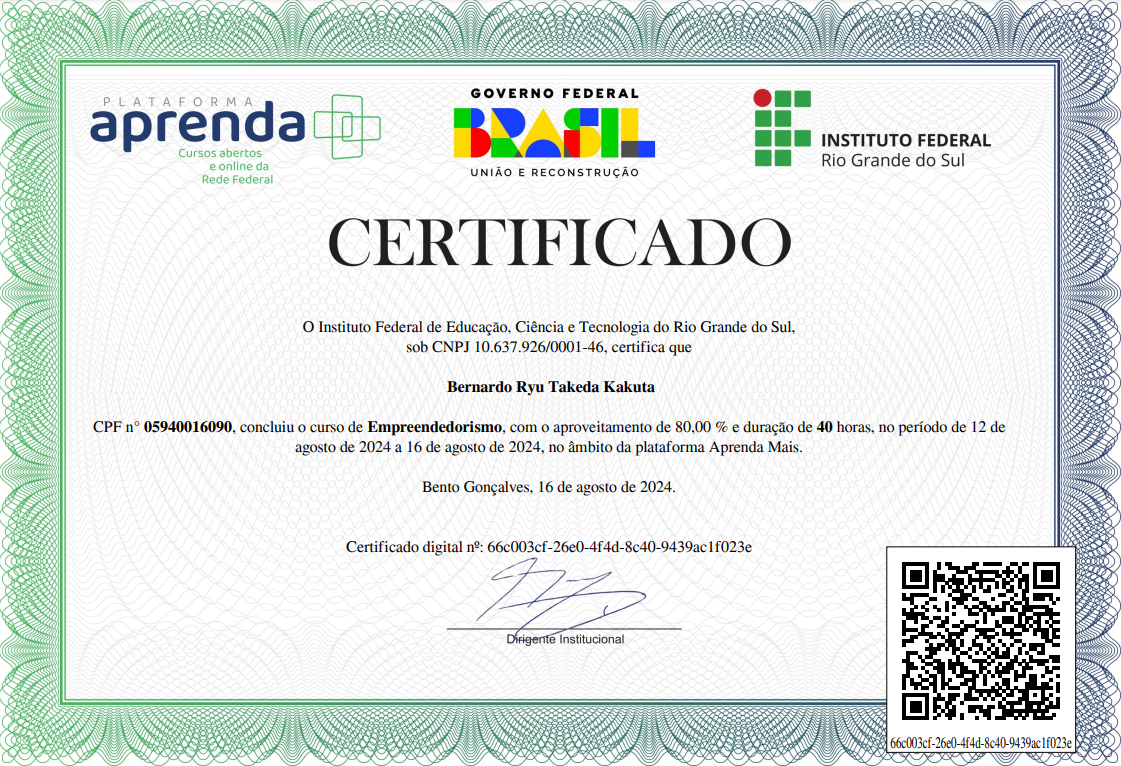 PLATAFORMA
aprenda
Cursos abertos
e online da
Rede Federal
GOVERNO FEDERAL
BRASIL
UNIÃO E RECONSTRUÇÃO
INSTITUTO FEDERAL
Rio Grande do Sul
CERTIFICADO
O Instituto Federal de Educação, Ciência e Tecnologia do Rio Grande do Sul,
sob CNPJ 10.637.926/0001-46, certifica que
Bernardo Ryu Takeda Kakuta
CPF n° 05940016090, concluiu o curso de Empreendedorismo, com o aproveitamento de 80,00 % e duração de 40 horas, no período de 12 de
agosto de 2024 a 16 de agosto de 2024, no âmbito da plataforma Aprenda Mais.
Bento Gonçalves, 16 de agosto de 2024.
Certificado digital nº: 66c003cf-26e0-4f4d-8c40-9439ac1f023e
Dirigente Institucional
66c003cf-26e0-4f4d-8c40-9439ac1f023e